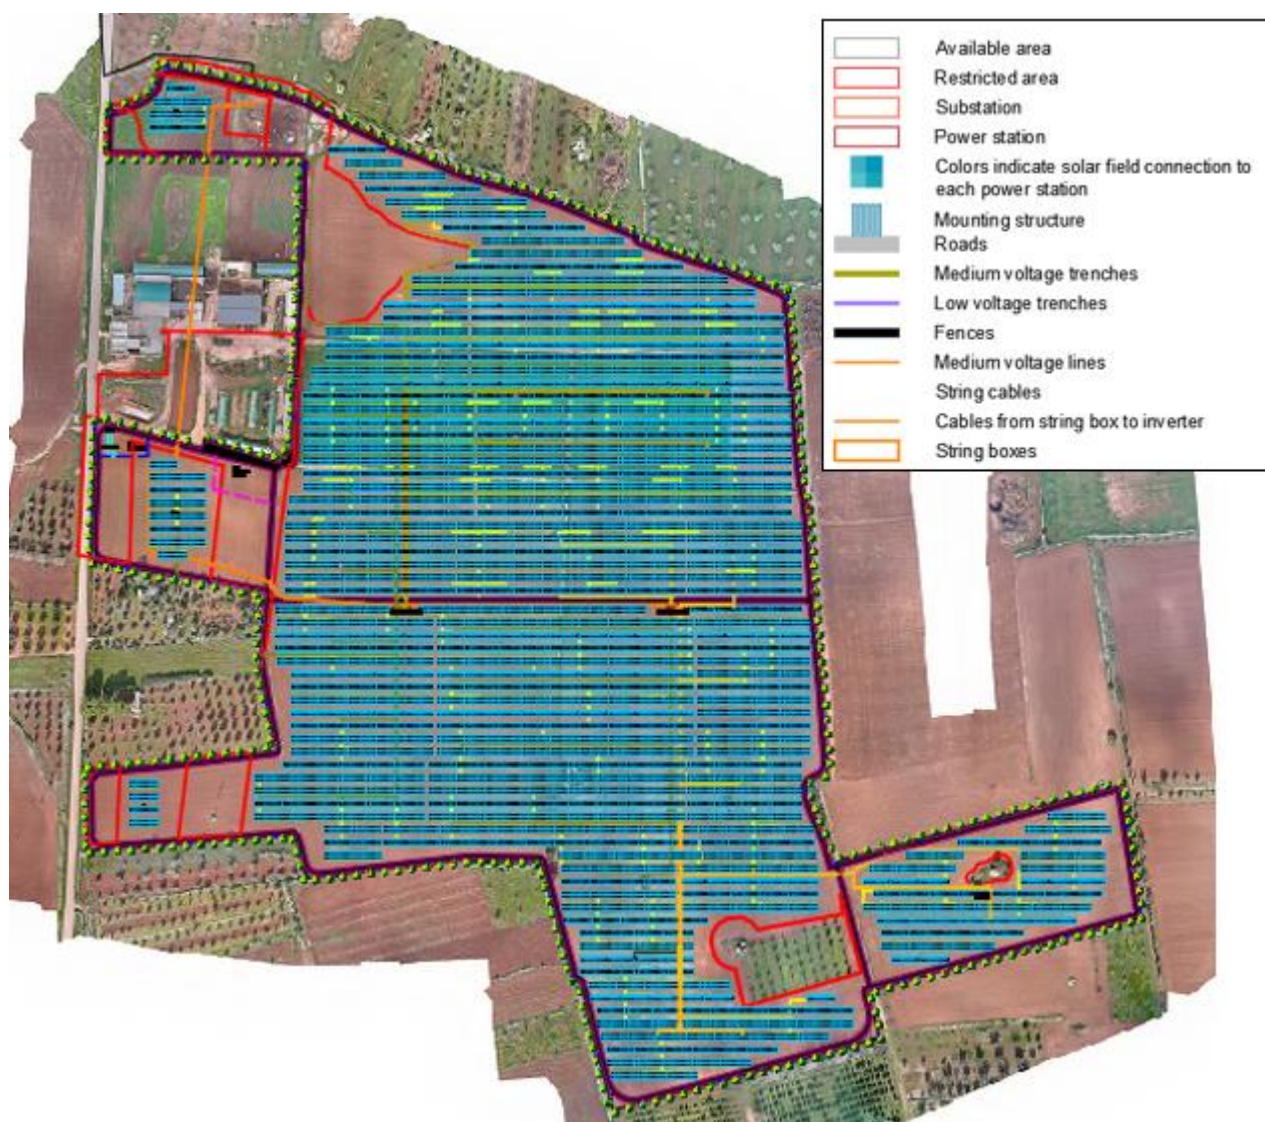 Available area
Restricted area
Substation
Power station
Colors indicate solar field connection to
each power station
Mounting structure
Roads
Medium voltage trenches
Low voltage trenches
Fences
Medium voltage lines
String cables
Cables from string box to inverter
String boxes